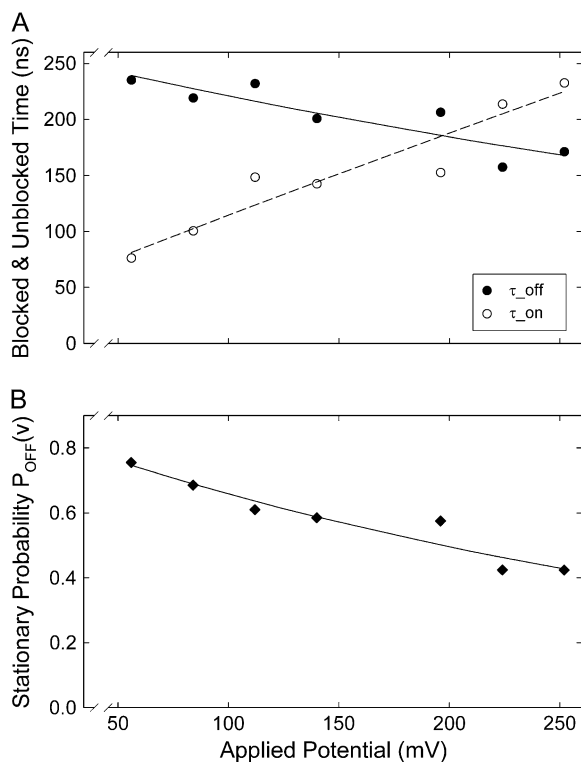 A
Blocked & Unblocked Time (ns)
250
200
150
100
50
0
τ_off
τ_on
B
Stationary Probability P_OFF(v)
0.8
0.6
0.4
0.2
0.0
50 100 150 200 250
Applied Potential (mV)